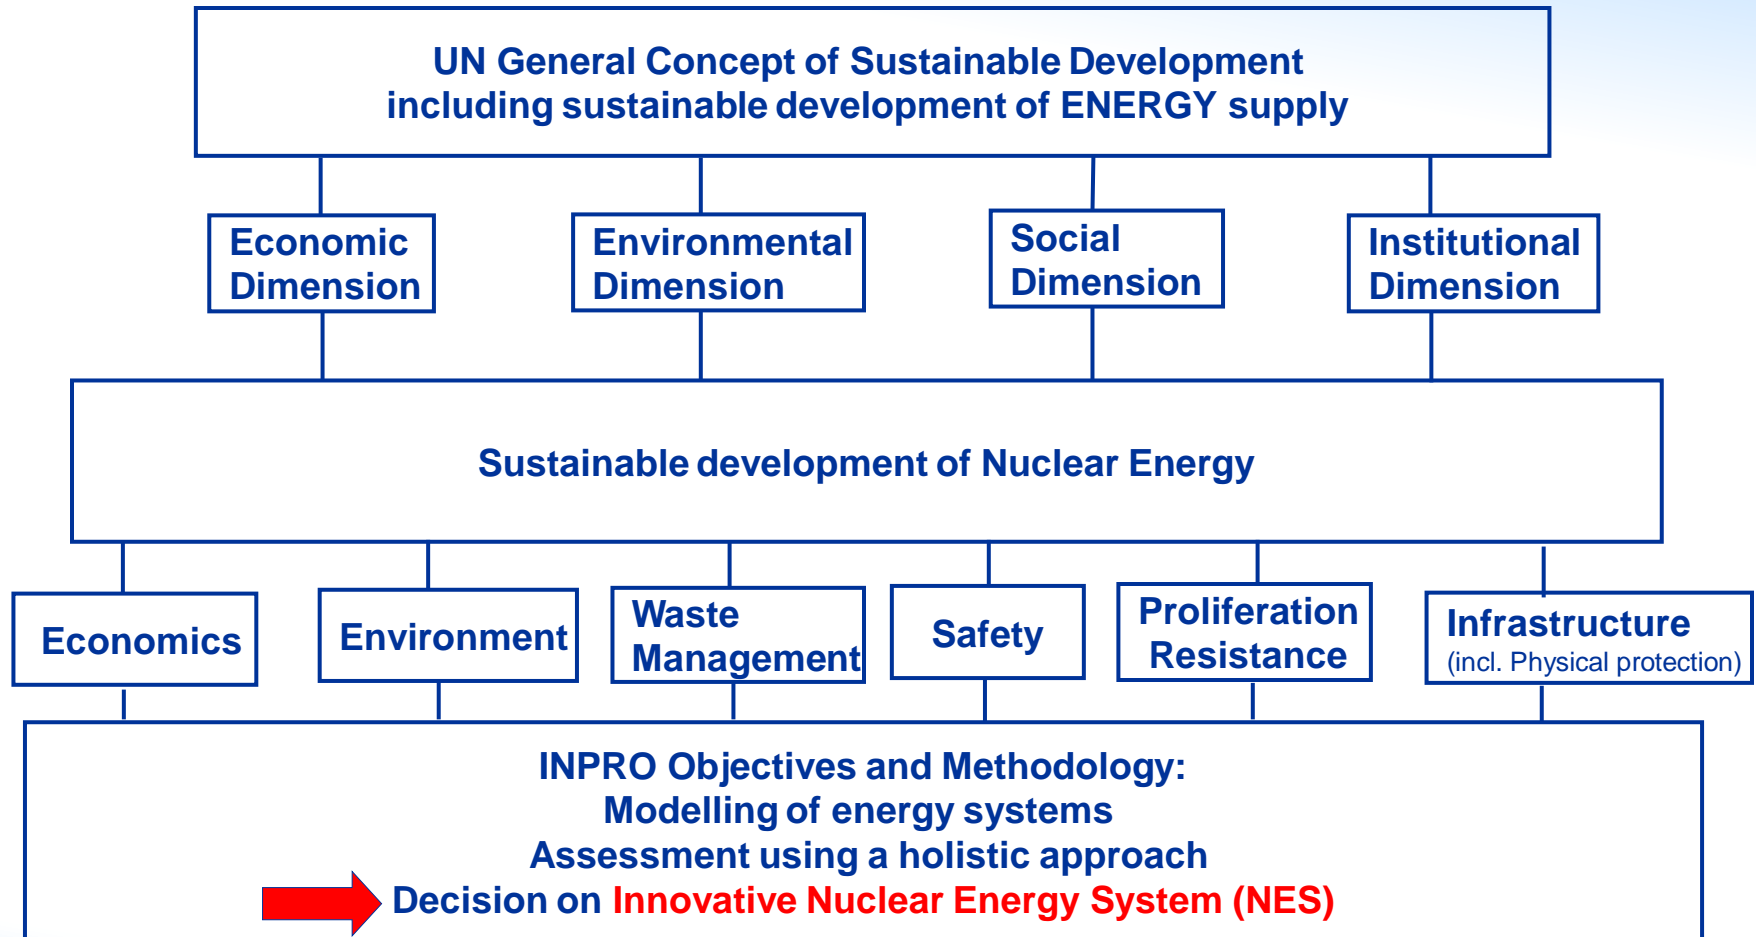 UN General Concept of Sustainable Development
including sustainable development of ENERGY supply
Economic
Dimension
Environmental
Dimension
Social
Dimension
Institutional
Dimension
Sustainable development of Nuclear Energy
Economics
Environment
Waste
Management
Safety
Proliferation
Resistance
Infrastructure
(incl. Physical protection)
INPRO Objectives and Methodology:
Modelling of energy systems
Assessment using a holistic approach
Decision on Innovative Nuclear Energy System (NES)